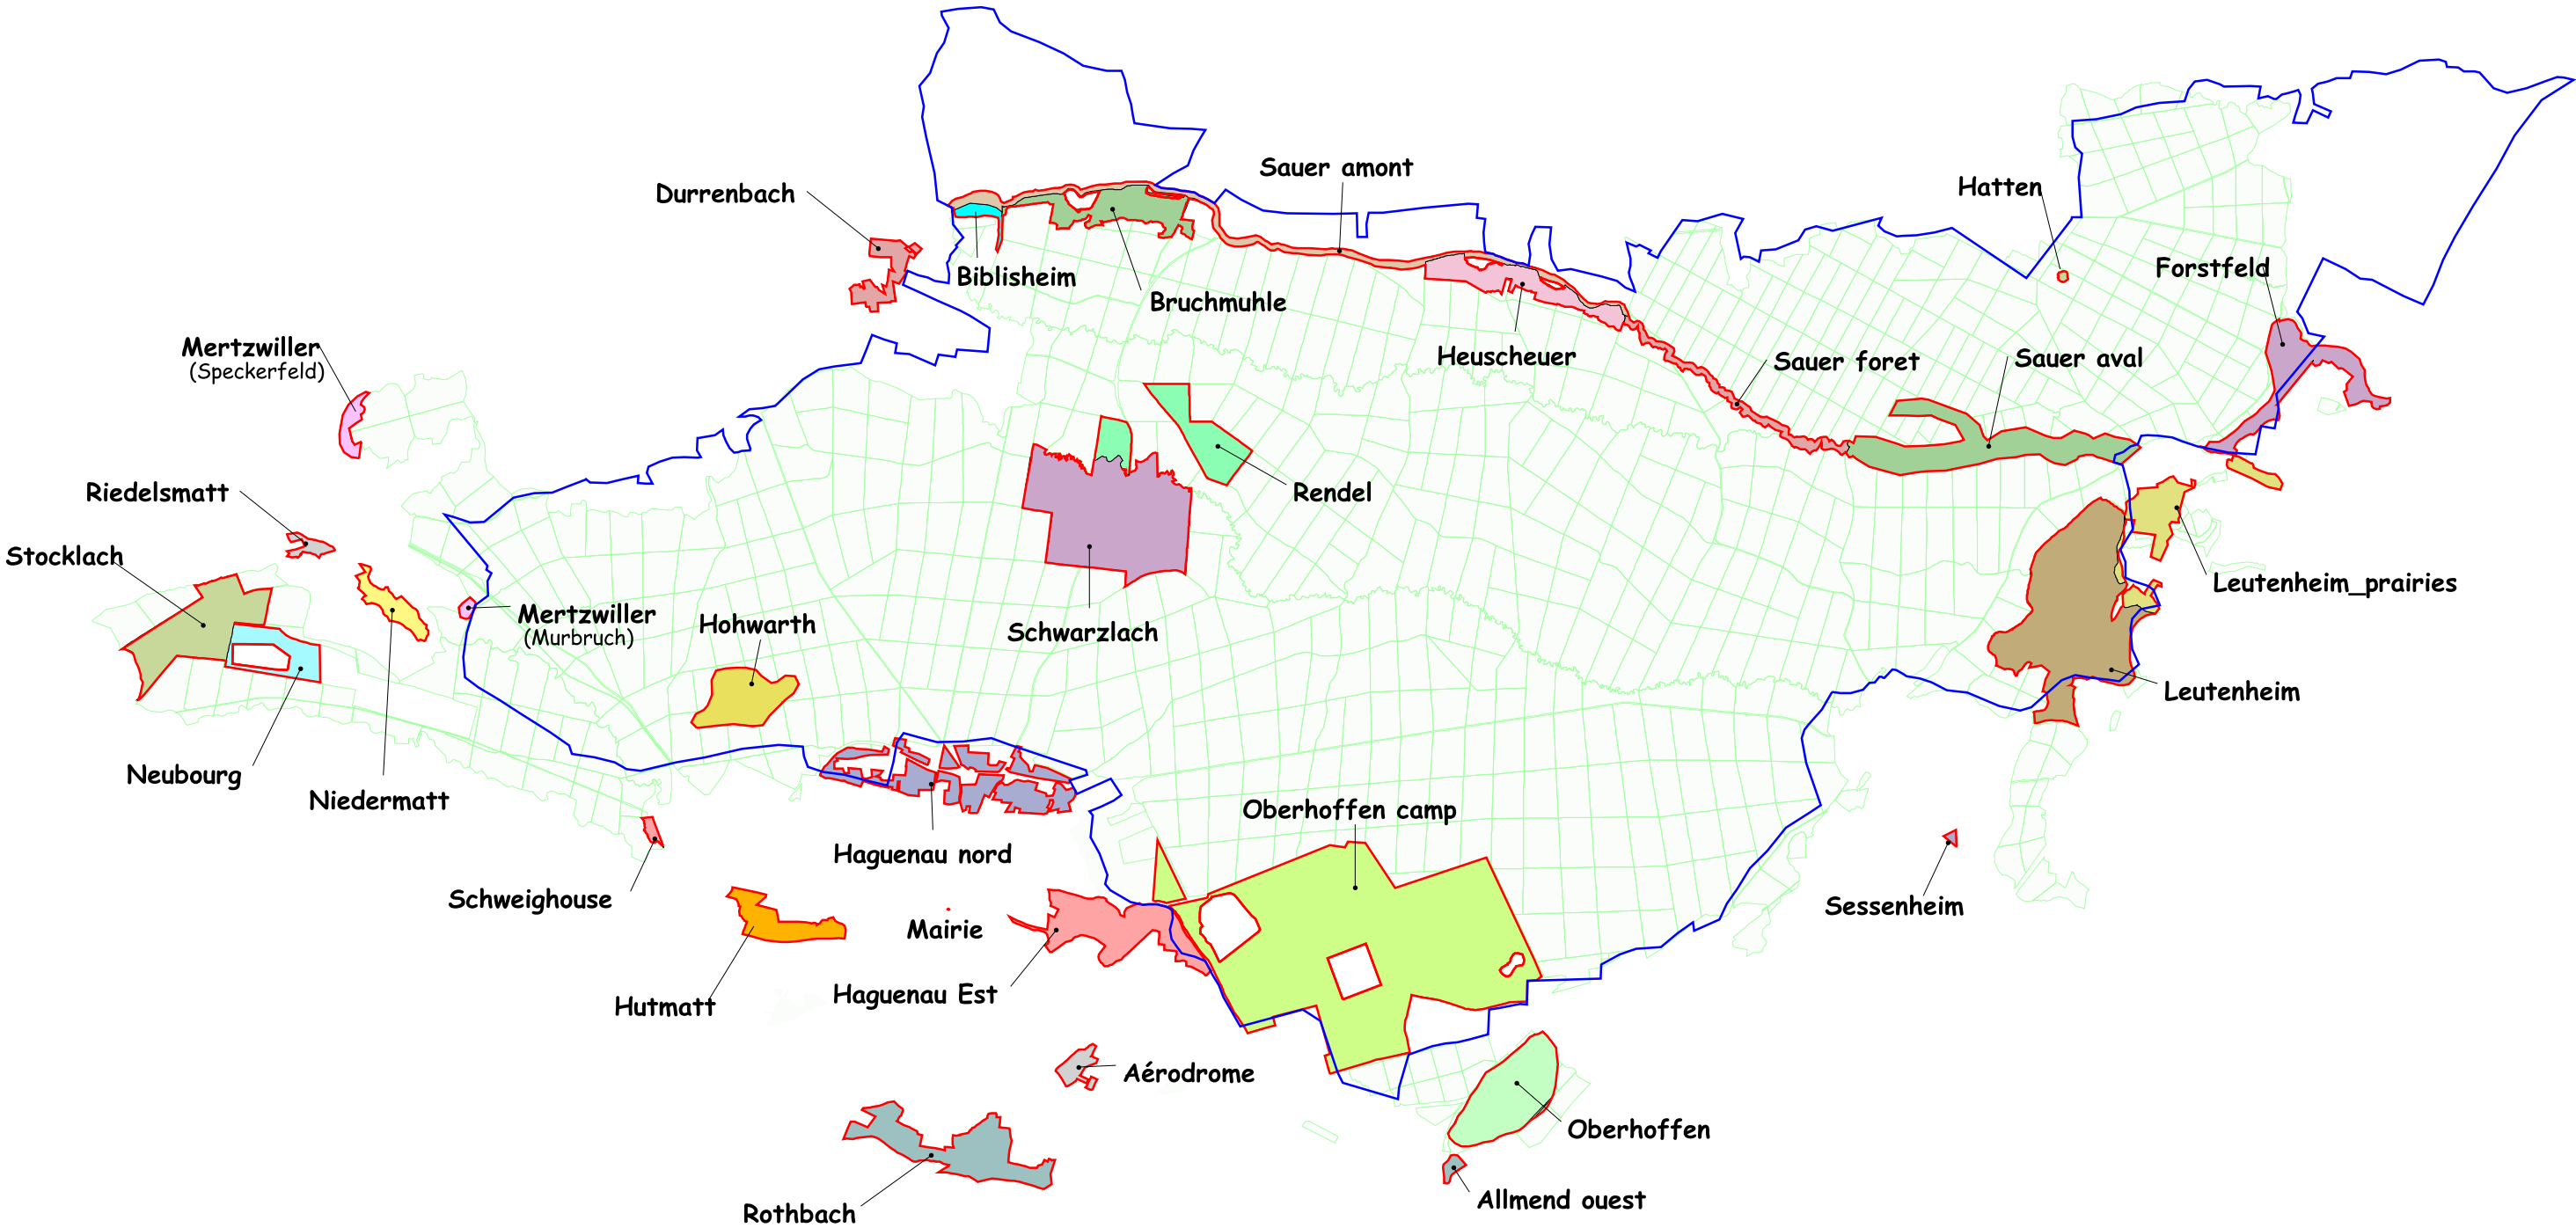 Sauer amont
Durrenbach
Hatten
Biblisheim
Forstfeld
Bruchmuhle
Mertzwiller
(Speckerfeld)
Heuscheuer
Sauer foret
Sauer aval
Riedelsmatt
Rendel
Stocklach
Leutenheim_prairies
Mertzwiller
(Murbruch)
Hohwarth
Schwarzlach
Leutenheim
Neubourg
Niedermatt
Oberhoffen camp
Haguenau nord
Schweighouse
Sessenheim
Mairie
Haguenau Est
Hutmatt
Aérodrome
Oberhoffen
Allmend ouest
Rothbach